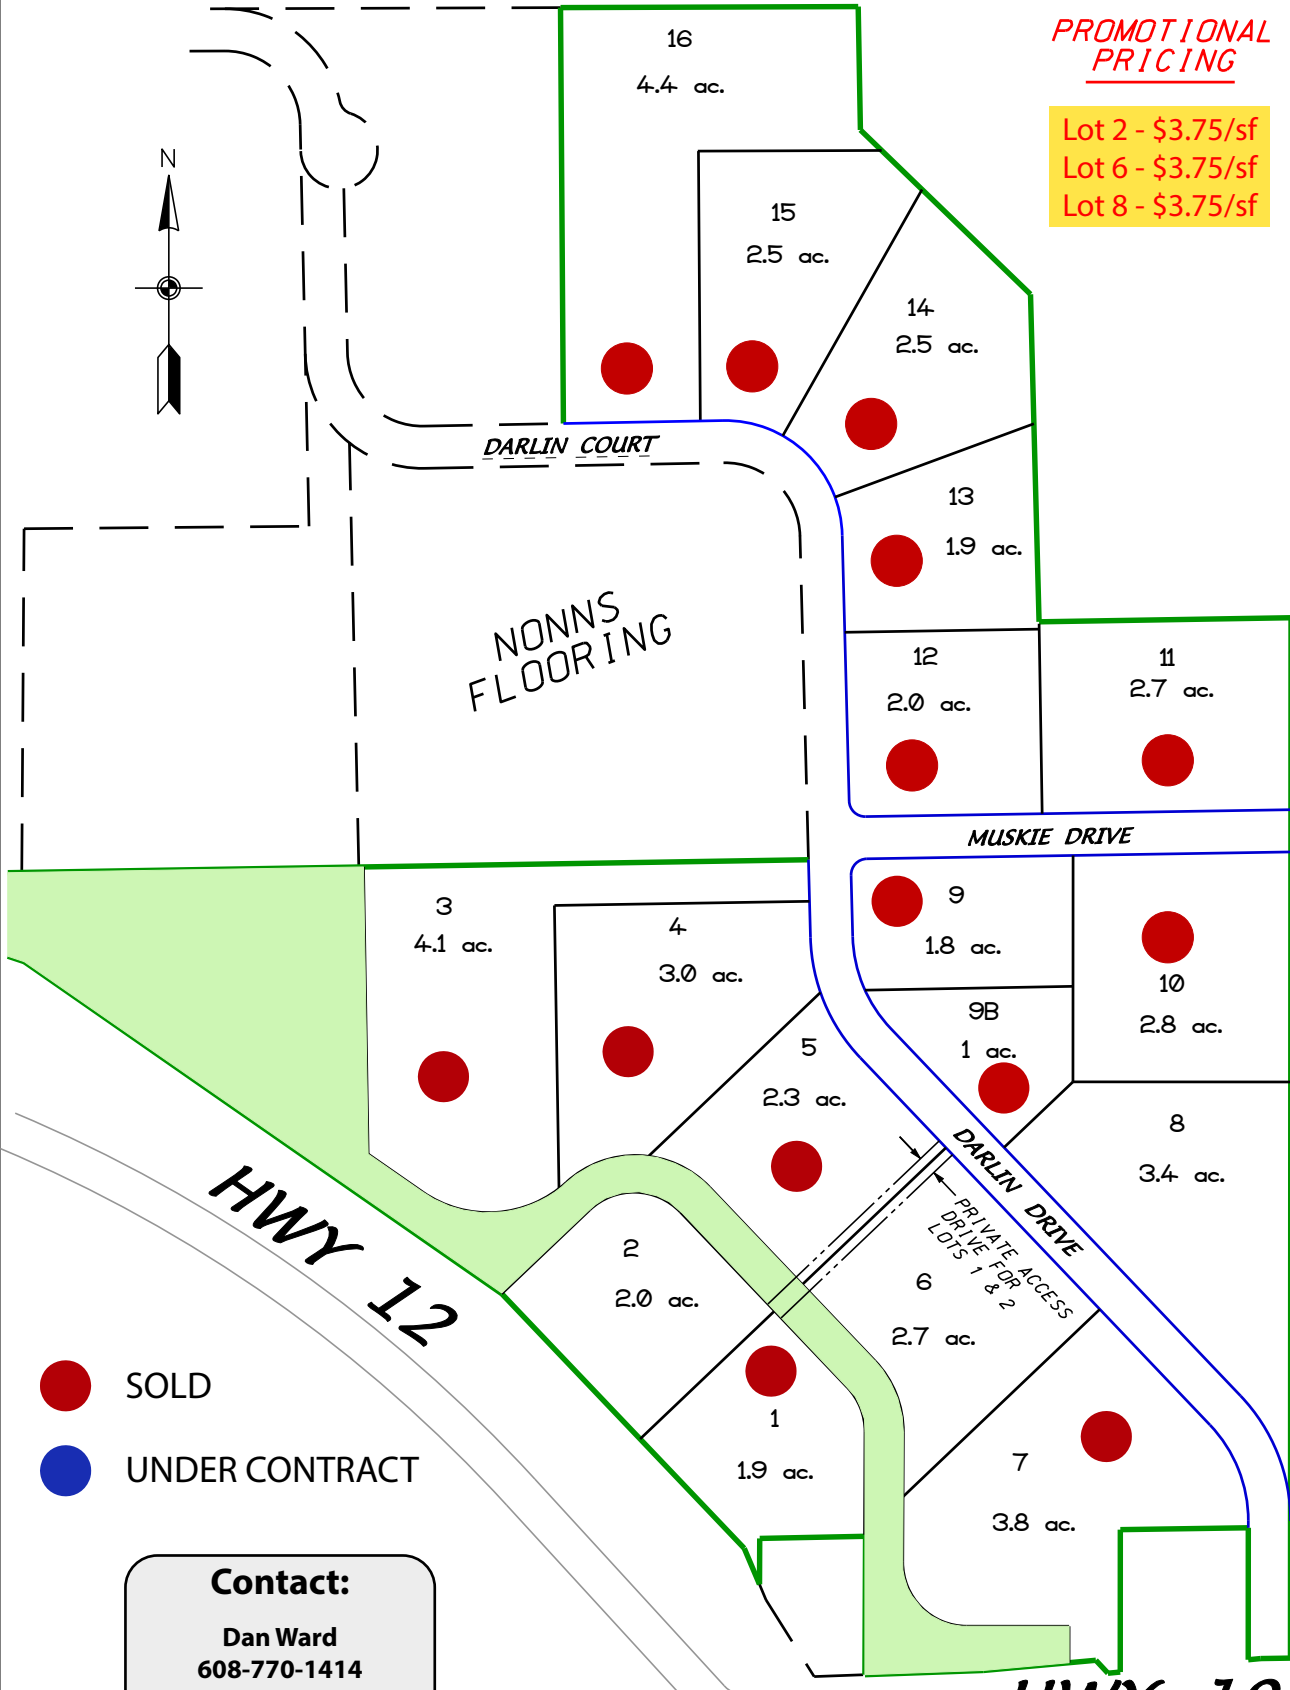 PROMOTIONAL
PRICING
Lot 2 - $3.75/sf
Lot 6 - $3.75/sf
Lot 8 - $3.75/sf
N
16
4.4 ac.
15
2.5 ac.
14
2.5 ac.
DARLIN COURT
13
1.9 ac.
NONNS
FLOORING
12
2.0 ac.
11
2.7 ac.
MUSKIE DRIVE
3
4.1 ac.
4
3.0 ac.
9
1.8 ac.
10
2.8 ac.
9B
1 ac.
5
2.3 ac.
8
3.4 ac.
DARLIN DRIVE
PRIVATE ACCESS
DRIVE FOR
LOTS 1 & 2
HWY 12
2
2.0 ac.
6
2.7 ac.
1
1.9 ac.
7
3.8 ac.
SOLD
UNDER CONTRACT
Contact:
Dan Ward
608-770-1414